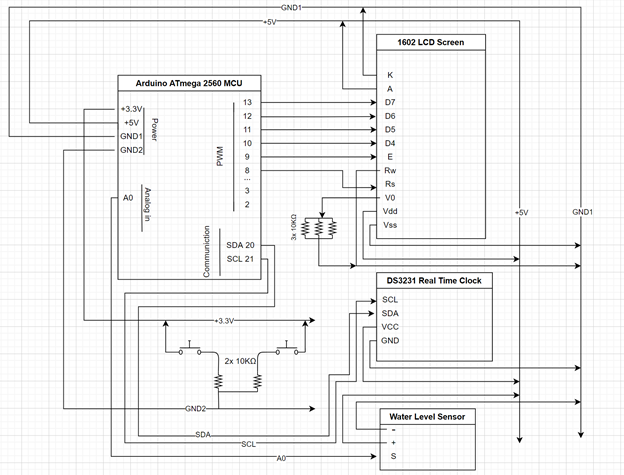 GND1
+5V
1602 LCD Screen
K
A
D7
D6
D5
D4
E
Rw
Rs
V0
Vdd
Vss
Arduino ATmega 2560 MCU
+3.3V
+5V
GND1
GND2
Power
A0
Analog in
13
12
11
10
9
8
...
3
2
PWM
Communiction
SDA 20
SCL 21
3x 10KΩ
+5V
GND1
DS3231 Real Time Clock
SCL
SDA
VCC
GND
+3.3V
2x 10KΩ
GND2
SDA
SCL
A0
Water Level Sensor
-
+
S